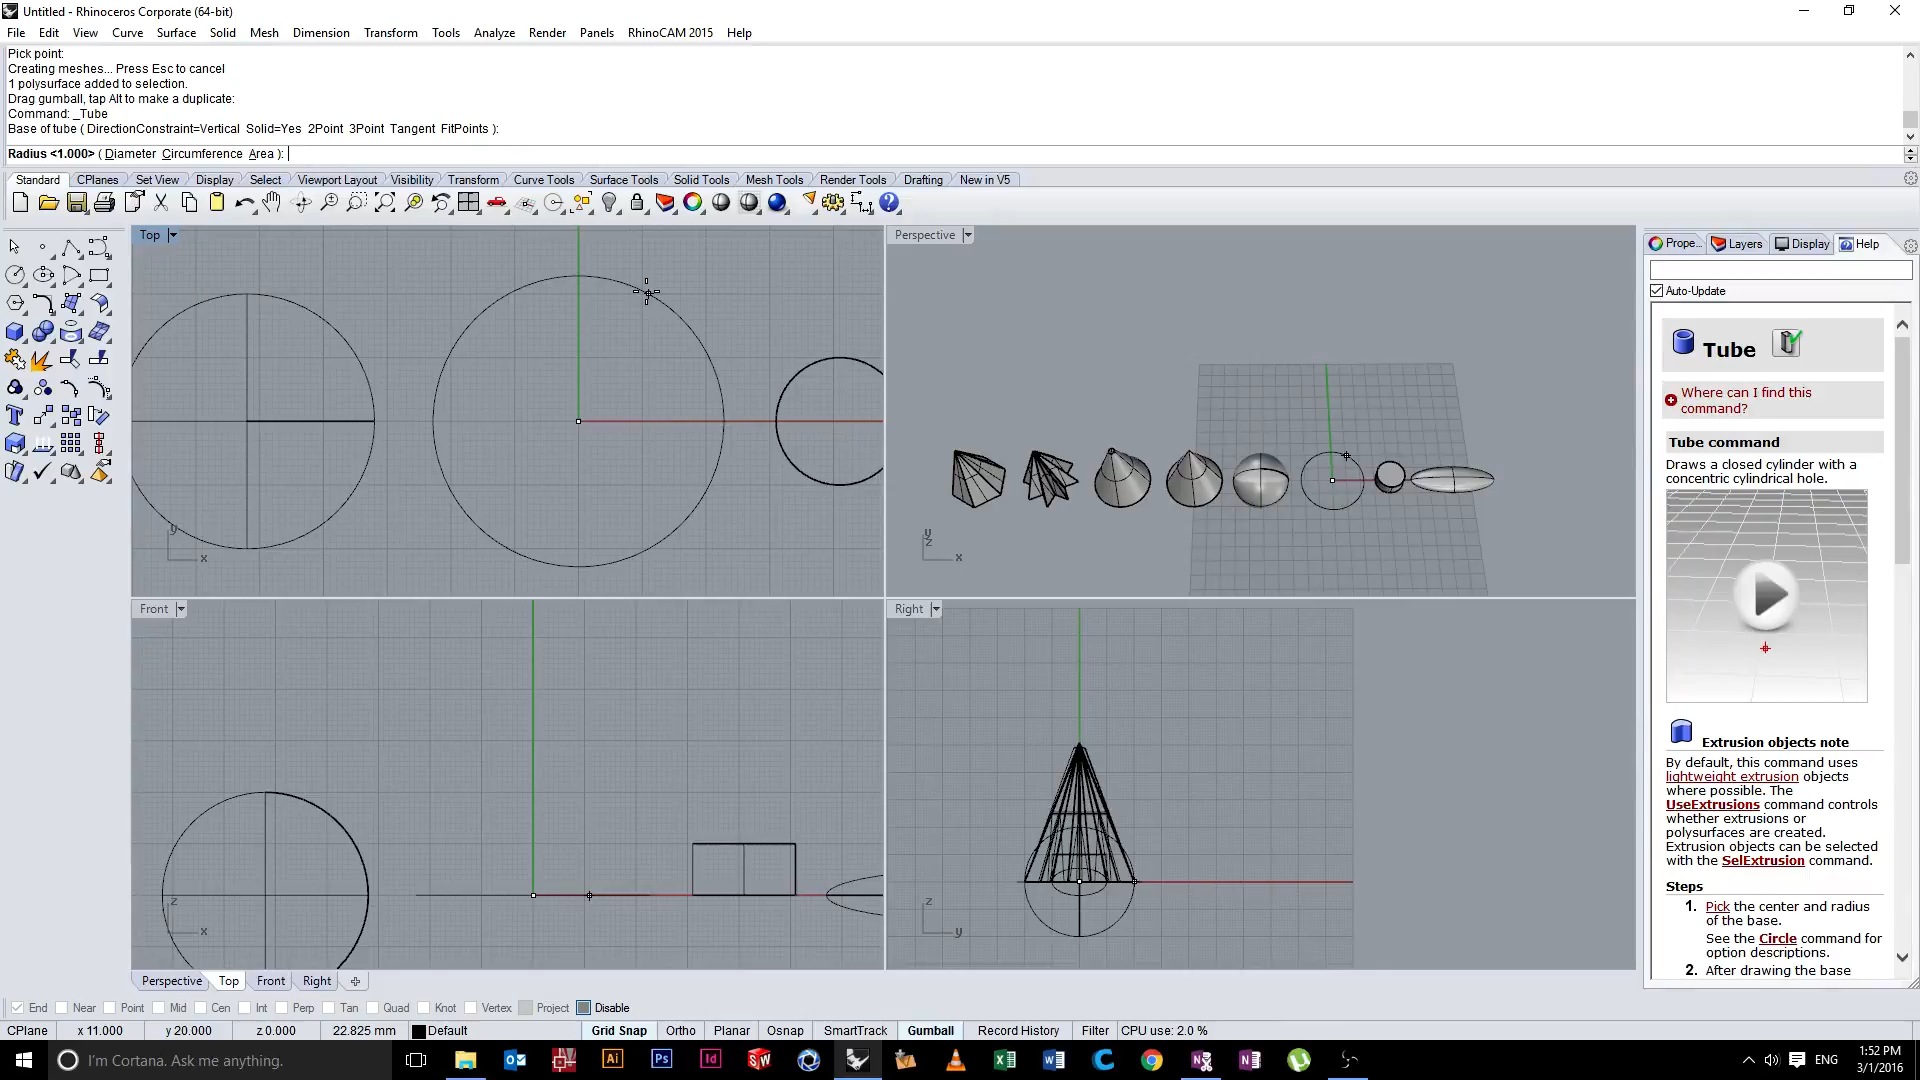 Untitled - Rhinoceros Corporate (64-bit)
File Edit View Curve Surface Solid Mesh Dimension Transform Tools Analyze Render Panels RhinoCAM 2015 Help
Pick point:
Creating meshes... Press Esc to cancel
1 polysurface added to selection.
Drag gumball, tap Alt to make a duplicate:
Command: _Tube
Base of tube ( DirectionConstraint=Vertical Solid=Yes 2Point 3Point Tangent FitPoints ):
Radius <1.000> ( Diameter Circumference Area ):
Standard CPlanes Set View Display Select Viewport Layout Visibility Transform Curve Tools Surface Tools Solid Tools Mesh Tools Render Tools Drafting New in V5
Top
Perspective
Prope... Layers Display Help
Auto-Update
Tube
Where can I find this
command?
Tube command
Draws a closed cylinder with a
concentric cylindrical hole.
y
x
y
z
x
Front
Right
Extrusion objects note
By default, this command uses
lightweight extrusion objects
where possible. The
UseExtrusions command controls
whether extrusions or
polysurfaces are created.
Extrusion objects can be selected
with the SelExtrusion command.
Steps
1. Pick the center and radius
of the base.
See the Circle command for
option descriptions.
2. After drawing the base
z
x
z
y
Perspective Top Front Right
End Near Point Mid Cen Int Perp Tan Quad Knot Vertex Project Disable
CPlane x 11.000 y 20.000 z 0.000 22.825 mm Default Grid Snap Ortho Planar Osnap SmartTrack Gumball Record History Filter CPU use: 2.0 %
I'm Cortana. Ask me anything.
Ai Ps Id SW
ENG
1:52 PM
3/1/2016